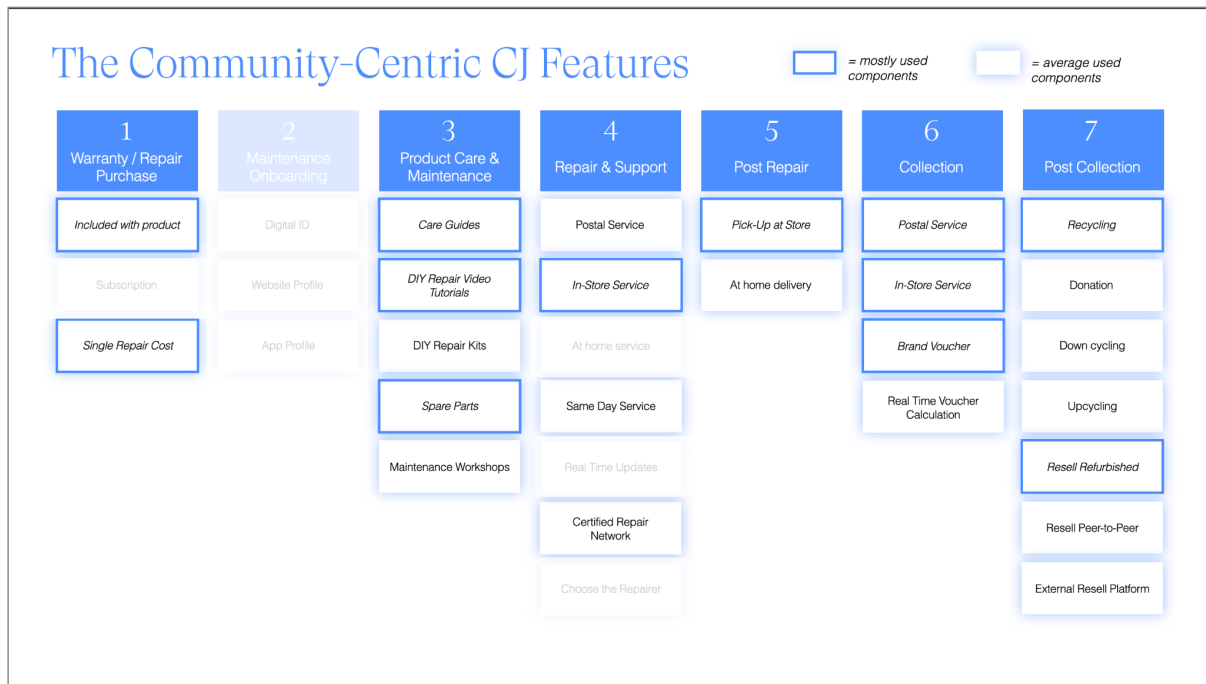 The Community-Centric CJ Features
= mostly used
components
= average used
components
1
Warranty / Repair
Purchase
Included with product
Subscription
Single Repair Cost
2
Maintenance
Onboarding
Digital ID
Website Profile
App Profile
3
Product Care &
Maintenance
Care Guides
DIY Repair Video
Tutorials
DIY Repair Kits
Spare Parts
Maintenance Workshops
4
Repair & Support
Postal Service
In-Store Service
At home service
Same Day Service
Real Time Updates
Certified Repair
Network
Choose the Repairer
5
Post Repair
Pick-Up at Store
At home delivery
6
Collection
Postal Service
In-Store Service
Brand Voucher
Real Time Voucher
Calculation
7
Post Collection
Recycling
Donation
Down cycling
Upcycling
Resell Refurbished
Resell Peer-to-Peer
External Resell Platform